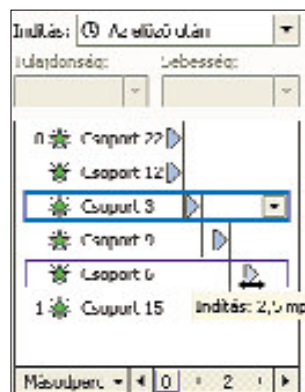 Indítás: Az előző után
Tulajdonság: Sebesség:
0 Csoport 22
Csoport 12
Csoport 3
Csoport 9
Csoport 6
Indítás: 2,5 mp
1 Csoport 15
Másodperc 0 2